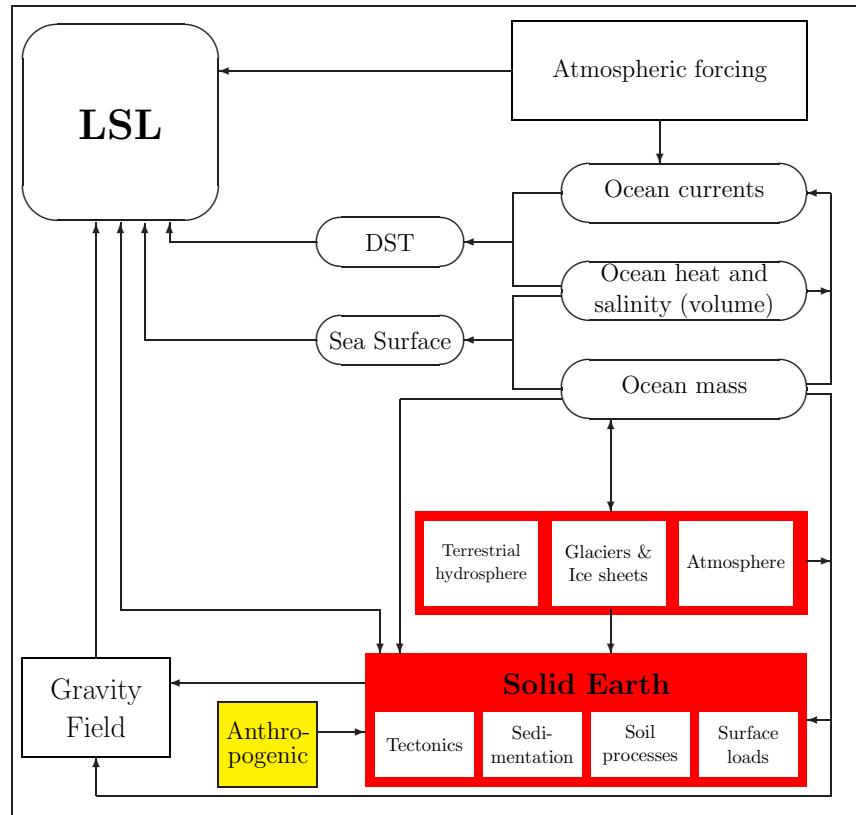 LSL
Atmospheric forcing
Ocean currents
DST
Ocean heat and
salinity (volume)
Sea Surface
Ocean mass
Terrestrial
hydrosphere
Glaciers &
Ice sheets
Atmosphere
Gravity
Field
Solid Earth
Anthro-
pogenic
Tectonics
Sedi-
mentation
Soil
processes
Surface
loads